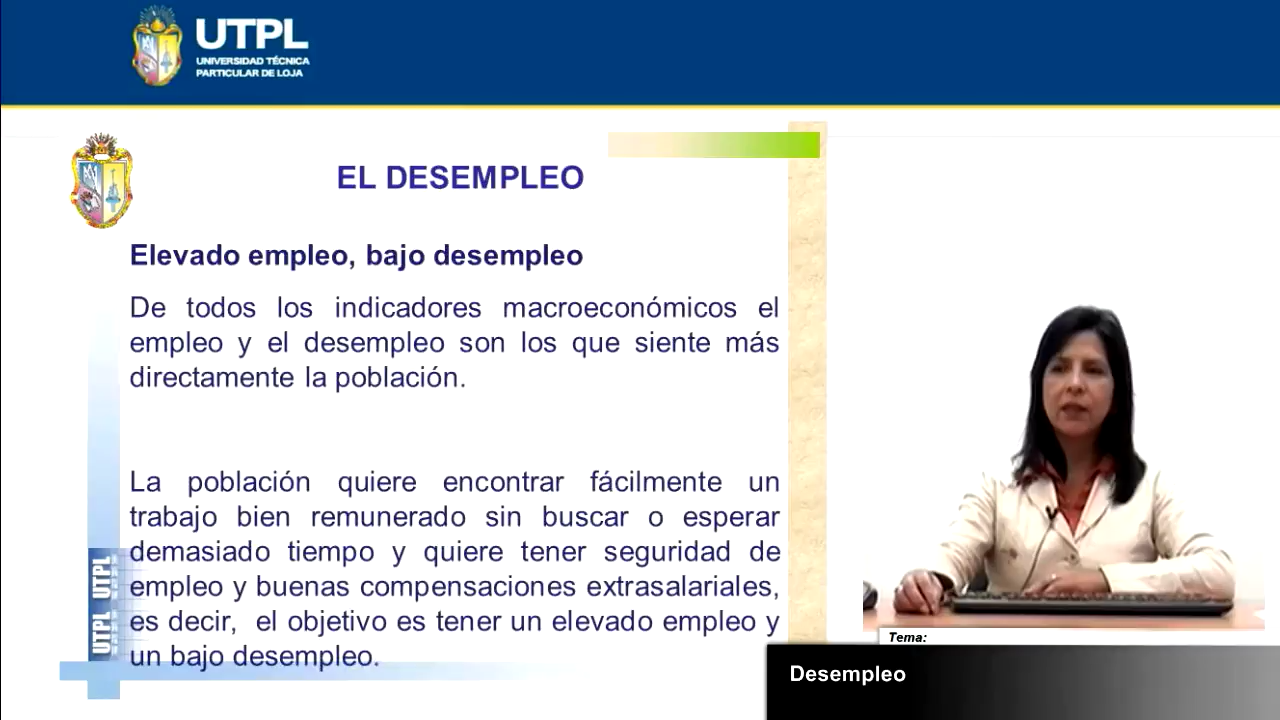 UTPL
UNIVERSIDAD TÉCNICA
PARTICULAR DE LOJA
EL DESEMPLEO
Elevado empleo, bajo desempleo
De todos los indicadores macroeconómicos el
empleo y el desempleo son los que siente más
directamente la población.
La población quiere encontrar fácilmente un
trabajo bien remunerado sin buscar o esperar
demasiado tiempo y quiere tener seguridad de
empleo y buenas compensaciones extrasalariales,
es decir, el objetivo es tener un elevado empleo y
un bajo desempleo.
UTPL UTPL
Tema:
Desempleo